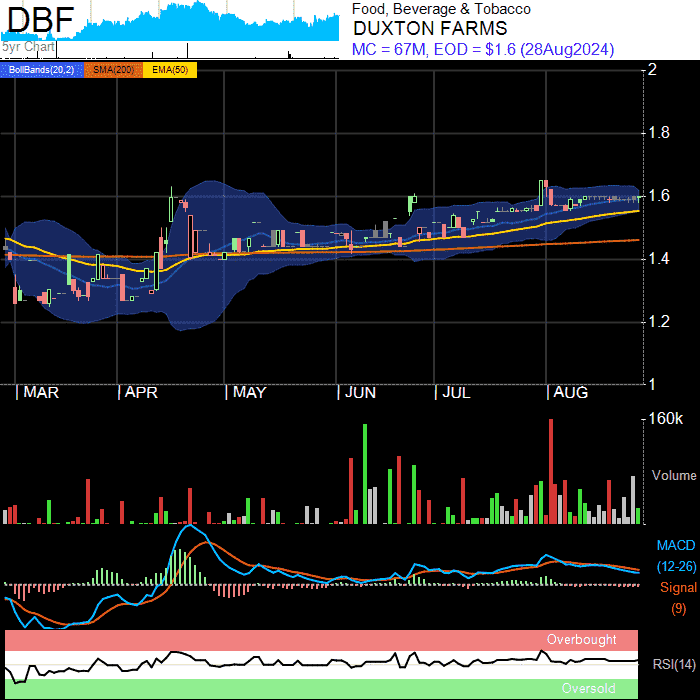 DBF
5yr Chart
Food, Beverage & Tobacco
DUXTON FARMS
MC = 67M, EOD = $1.6 (28Aug2024)
BollBands(20,2) SMA(200) EMA(50)
2
1.8
1.6
1.4
1.2
1
MAR APR MAY JUN JUL AUG
160k
Volume
MACD
(12-26)
Signal
(9)
Overbought
RSI(14)
Oversold